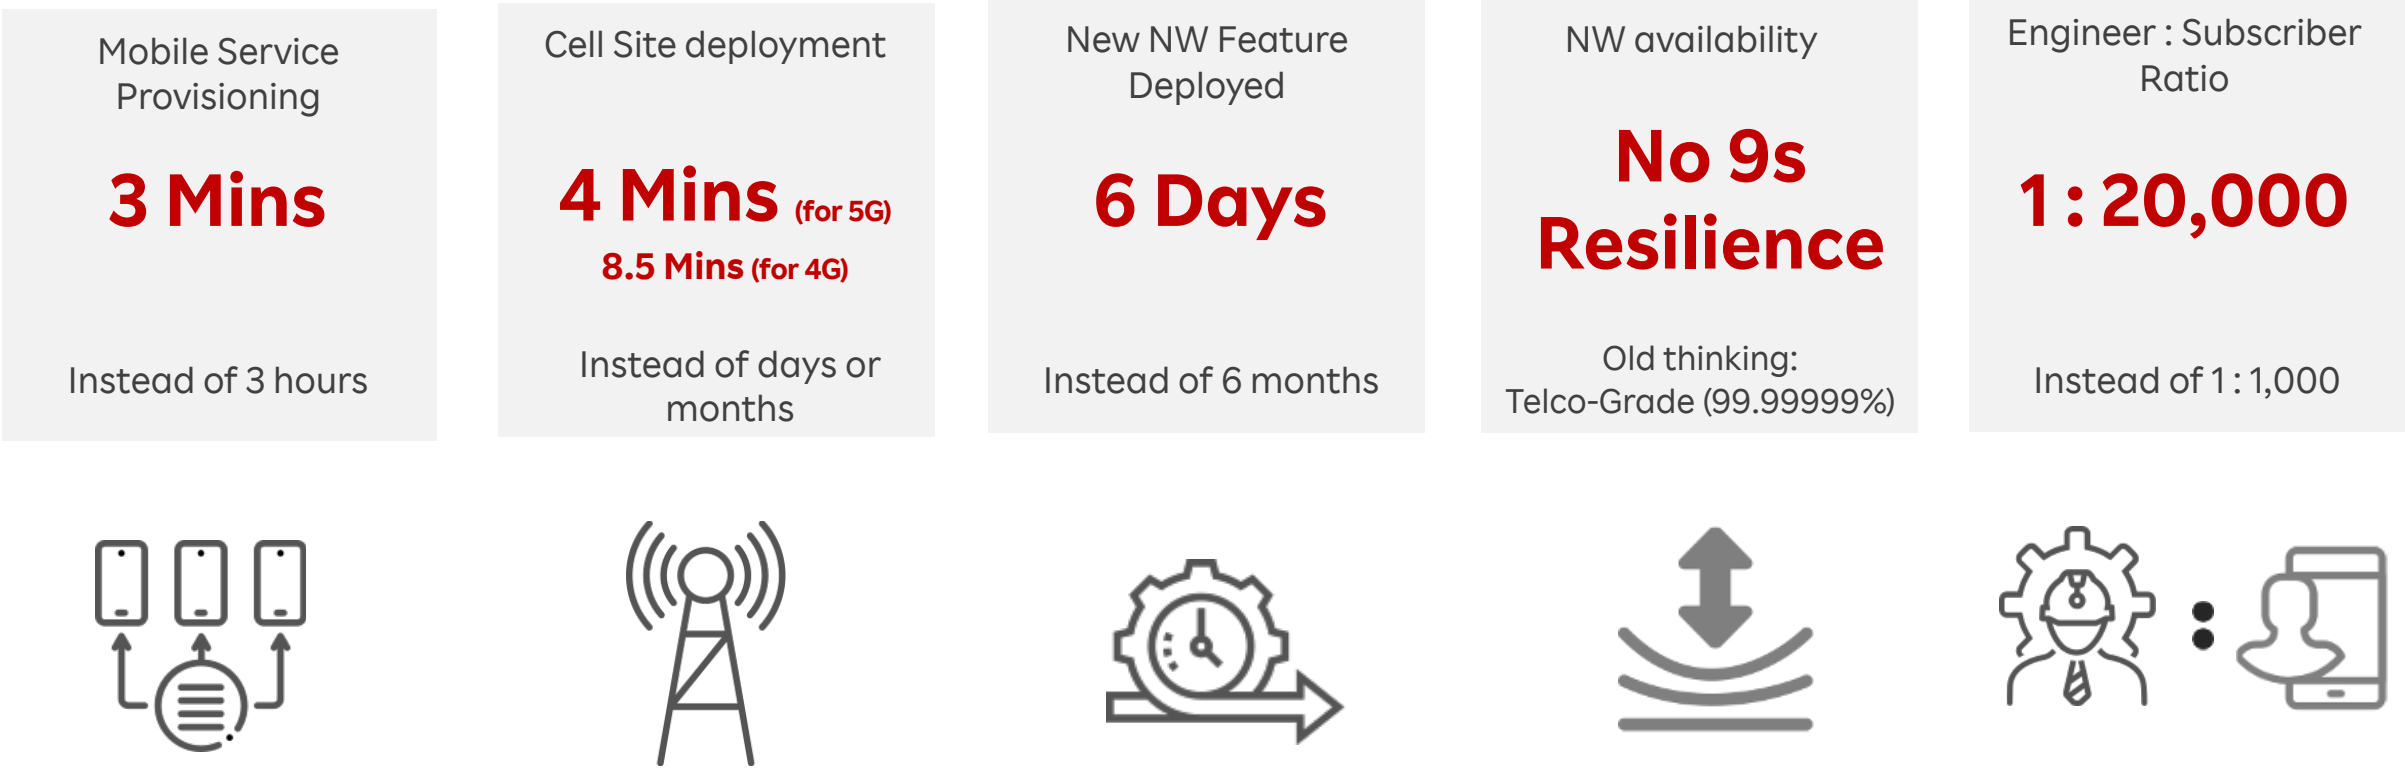 Mobile Service
Provisioning
3 Mins
Instead of 3 hours
Cell Site deployment
4 Mins (for 5G)
8.5 Mins (for 4G)
Instead of days or
months
New NW Feature
Deployed
6 Days
Instead of 6 months
NW availability
No 9s
Resilience
Old thinking:
Telco-Grade (99.99999%)
Engineer : Subscriber
Ratio
1 : 20,000
Instead of 1 : 1,000